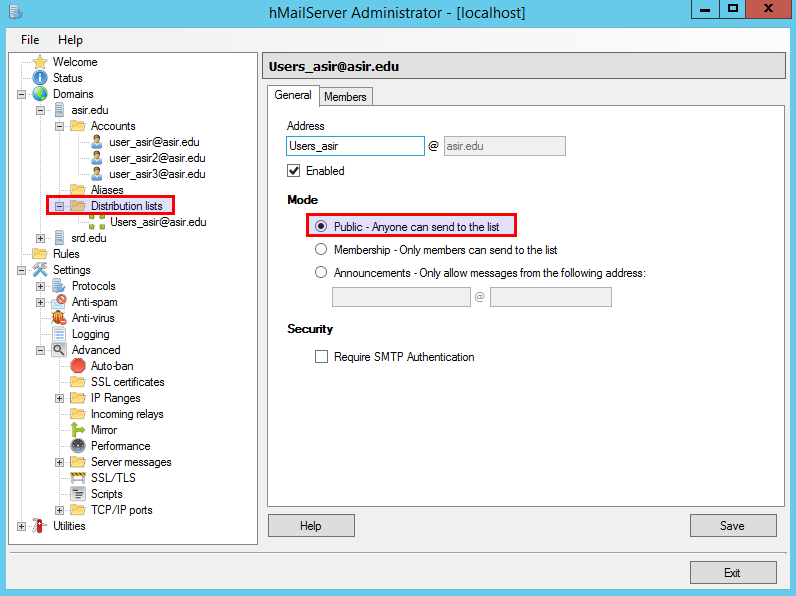 hMailServer Administrator - [localhost]
File Help
Welcome
Status
Domains
asir.edu
Accounts
user_asir@asir.edu
user_asir2@asir.edu
user_asir3@asir.edu
Aliases
Distribution lists
Users_asir@asir.edu
srd.edu
Rules
Settings
Protocols
Anti-spam
Anti-virus
Logging
Advanced
Auto-ban
SSL certificates
IP Ranges
Incoming relays
Mirror
Performance
Server messages
SSL/TLS
Scripts
TCP/IP ports
Utilities
Users_asir@asir.edu
General Members
Address
Users_asir @ asir.edu
Enabled
Mode
Public - Anyone can send to the list
Membership - Only members can send to the list
Announcements - Only allow messages from the following address:
@
Security
Require SMTP Authentication
Help Save
Exit